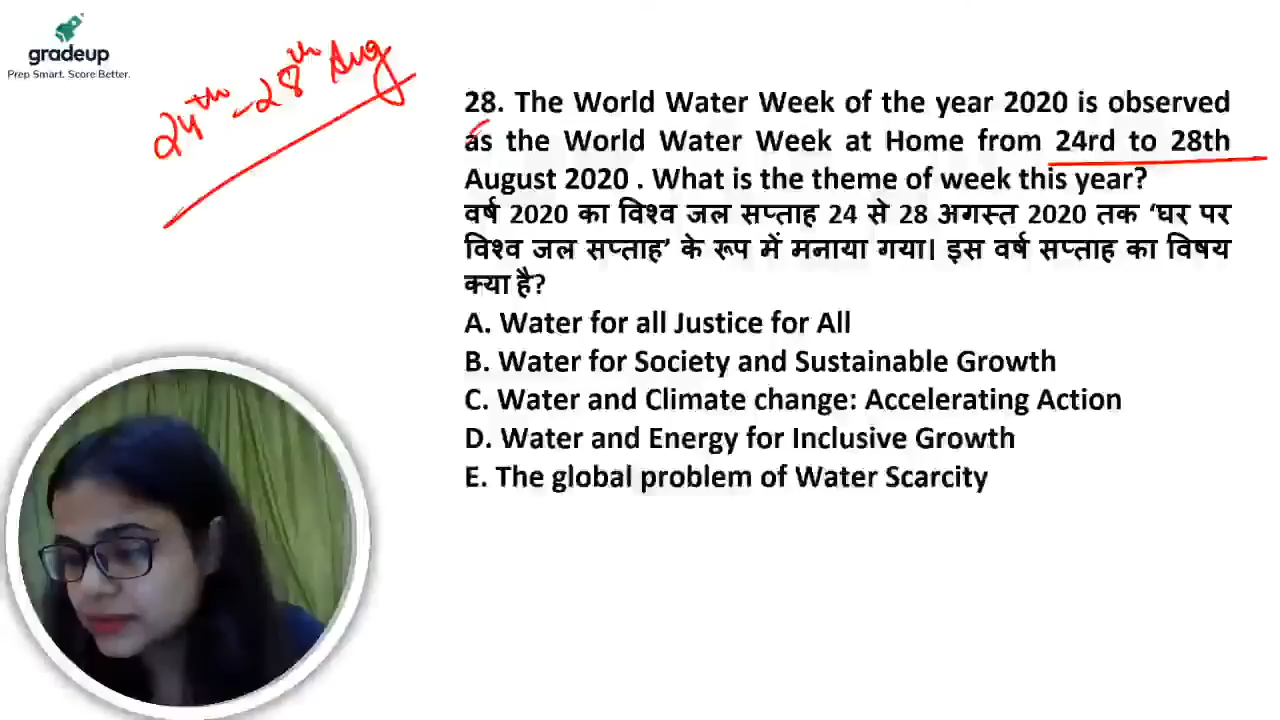 gradeup
Prep Smart. Score Better.
24th - 28th Aug
28. The World Water Week of the year 2020 is observed
as the World Water Week at Home from 24rd to 28th
August 2020 . What is the theme of week this year?
वर्ष 2020 का विश्व जल सप्ताह 24 से 28 अगस्त 2020 तक ‘घर पर
विश्व जल सप्ताह’ के रूप में मनाया गया। इस वर्ष सप्ताह का विषय
क्या है?
A. Water for all Justice for All
B. Water for Society and Sustainable Growth
C. Water and Climate change: Accelerating Action
D. Water and Energy for Inclusive Growth
E. The global problem of Water Scarcity